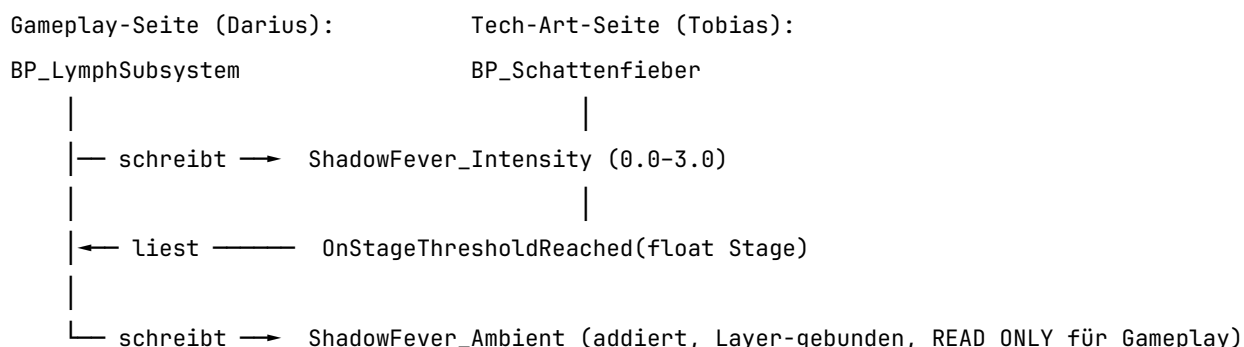 Gameplay-Seite (Darius): Tech-Art-Seite (Tobias):
BP_LymphSubsystem BP_Schattenfieber
│ │
├── schreibt ──► ShadowFever_Intensity (0.0–3.0)
│ │
│◄── liest ────── OnStageThresholdReached(float Stage)
│
└── schreibt ──► ShadowFever_Ambient (addiert, Layer-gebunden, READ ONLY für Gameplay)